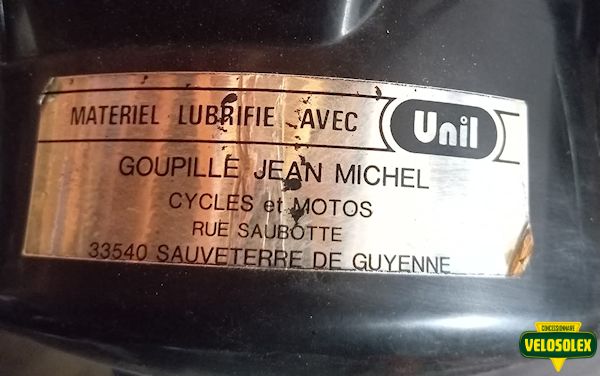 MATERIEL LUBRIFIE AVEC Unil
GOUPILLE JEAN MICHEL
CYCLES et MOTOS
RUE SAUBOTTE
33540 SAUVETERRE DE GUYENNE
CONCESSIONNAIRE
VELOSOLEX